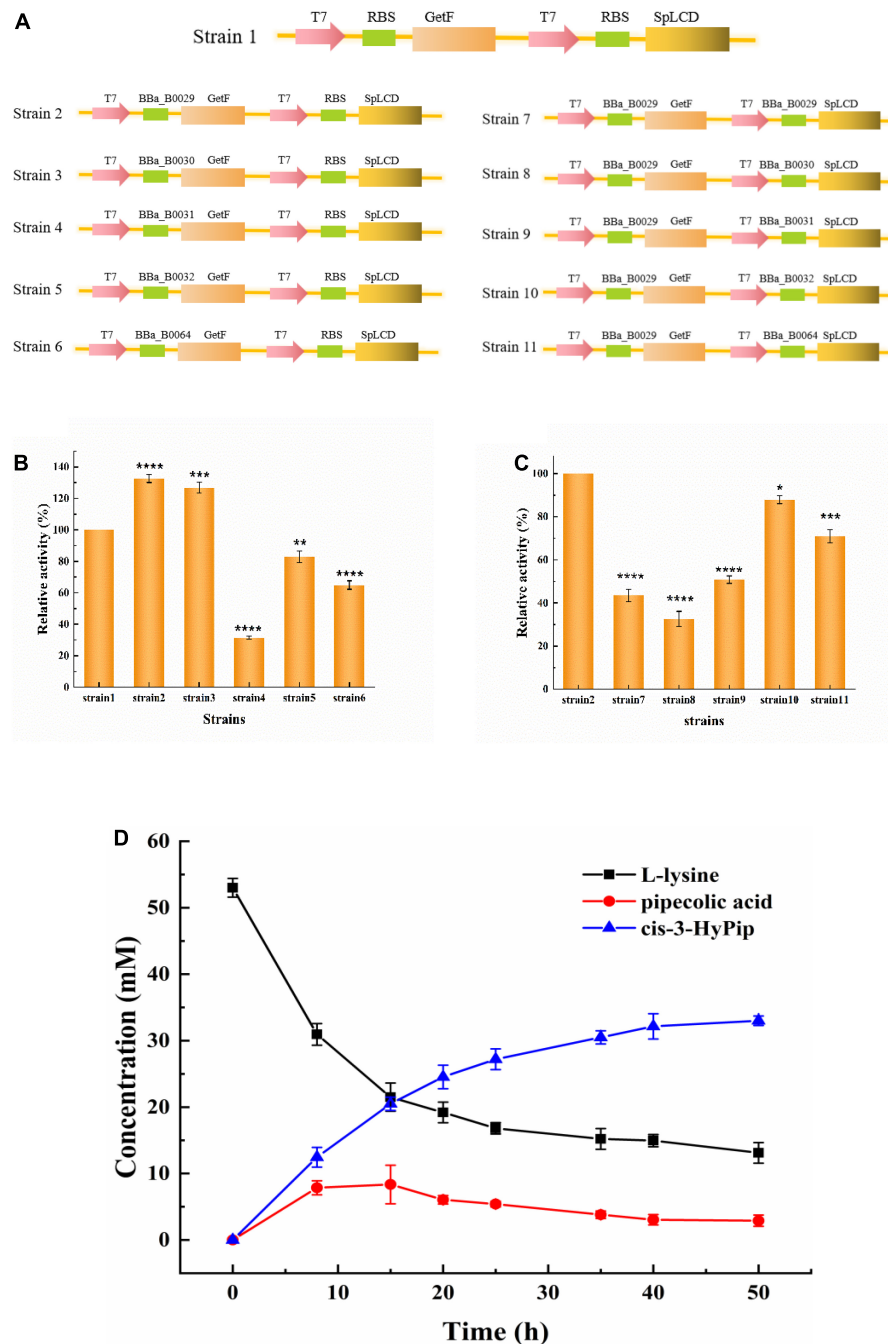 A
Strain 1
T7 RBS GetF T7 RBS SpLCD
Strain 2
T7 BBa_B0029 GetF T7 RBS SpLCD
Strain 3
T7 BBa_B0030 GetF T7 RBS SpLCD
Strain 4
T7 BBa_B0031 GetF T7 RBS SpLCD
Strain 5
T7 BBa_B0032 GetF T7 RBS SpLCD
Strain 6
T7 BBa_B0064 GetF T7 RBS SpLCD
Strain 7
T7 BBa_B0029 GetF T7 BBa_B0029 SpLCD
Strain 8
T7 BBa_B0029 GetF T7 BBa_B0030 SpLCD
Strain 9
T7 BBa_B0029 GetF T7 BBa_B0031 SpLCD
Strain 10
T7 BBa_B0029 GetF T7 BBa_B0032 SpLCD
Strain 11
T7 BBa_B0029 GetF T7 BBa_B0064 SpLCD
B
Relative activity (%)
140
120
100
80
60
40
20
0
**** *** **** ** ****
strain1 strain2 strain3 strain4 strain5 strain6
Strains
C
Relative activity (%)
100
80
60
40
20
0
**** **** **** * ***
strain2 strain7 strain8 strain9 strain10 strain11
strains
D
Concentration (mM)
60
50
40
30
20
10
0
L-lysine
pipecolic acid
cis-3-HyPip
0 10 20 30 40 50
Time (h)